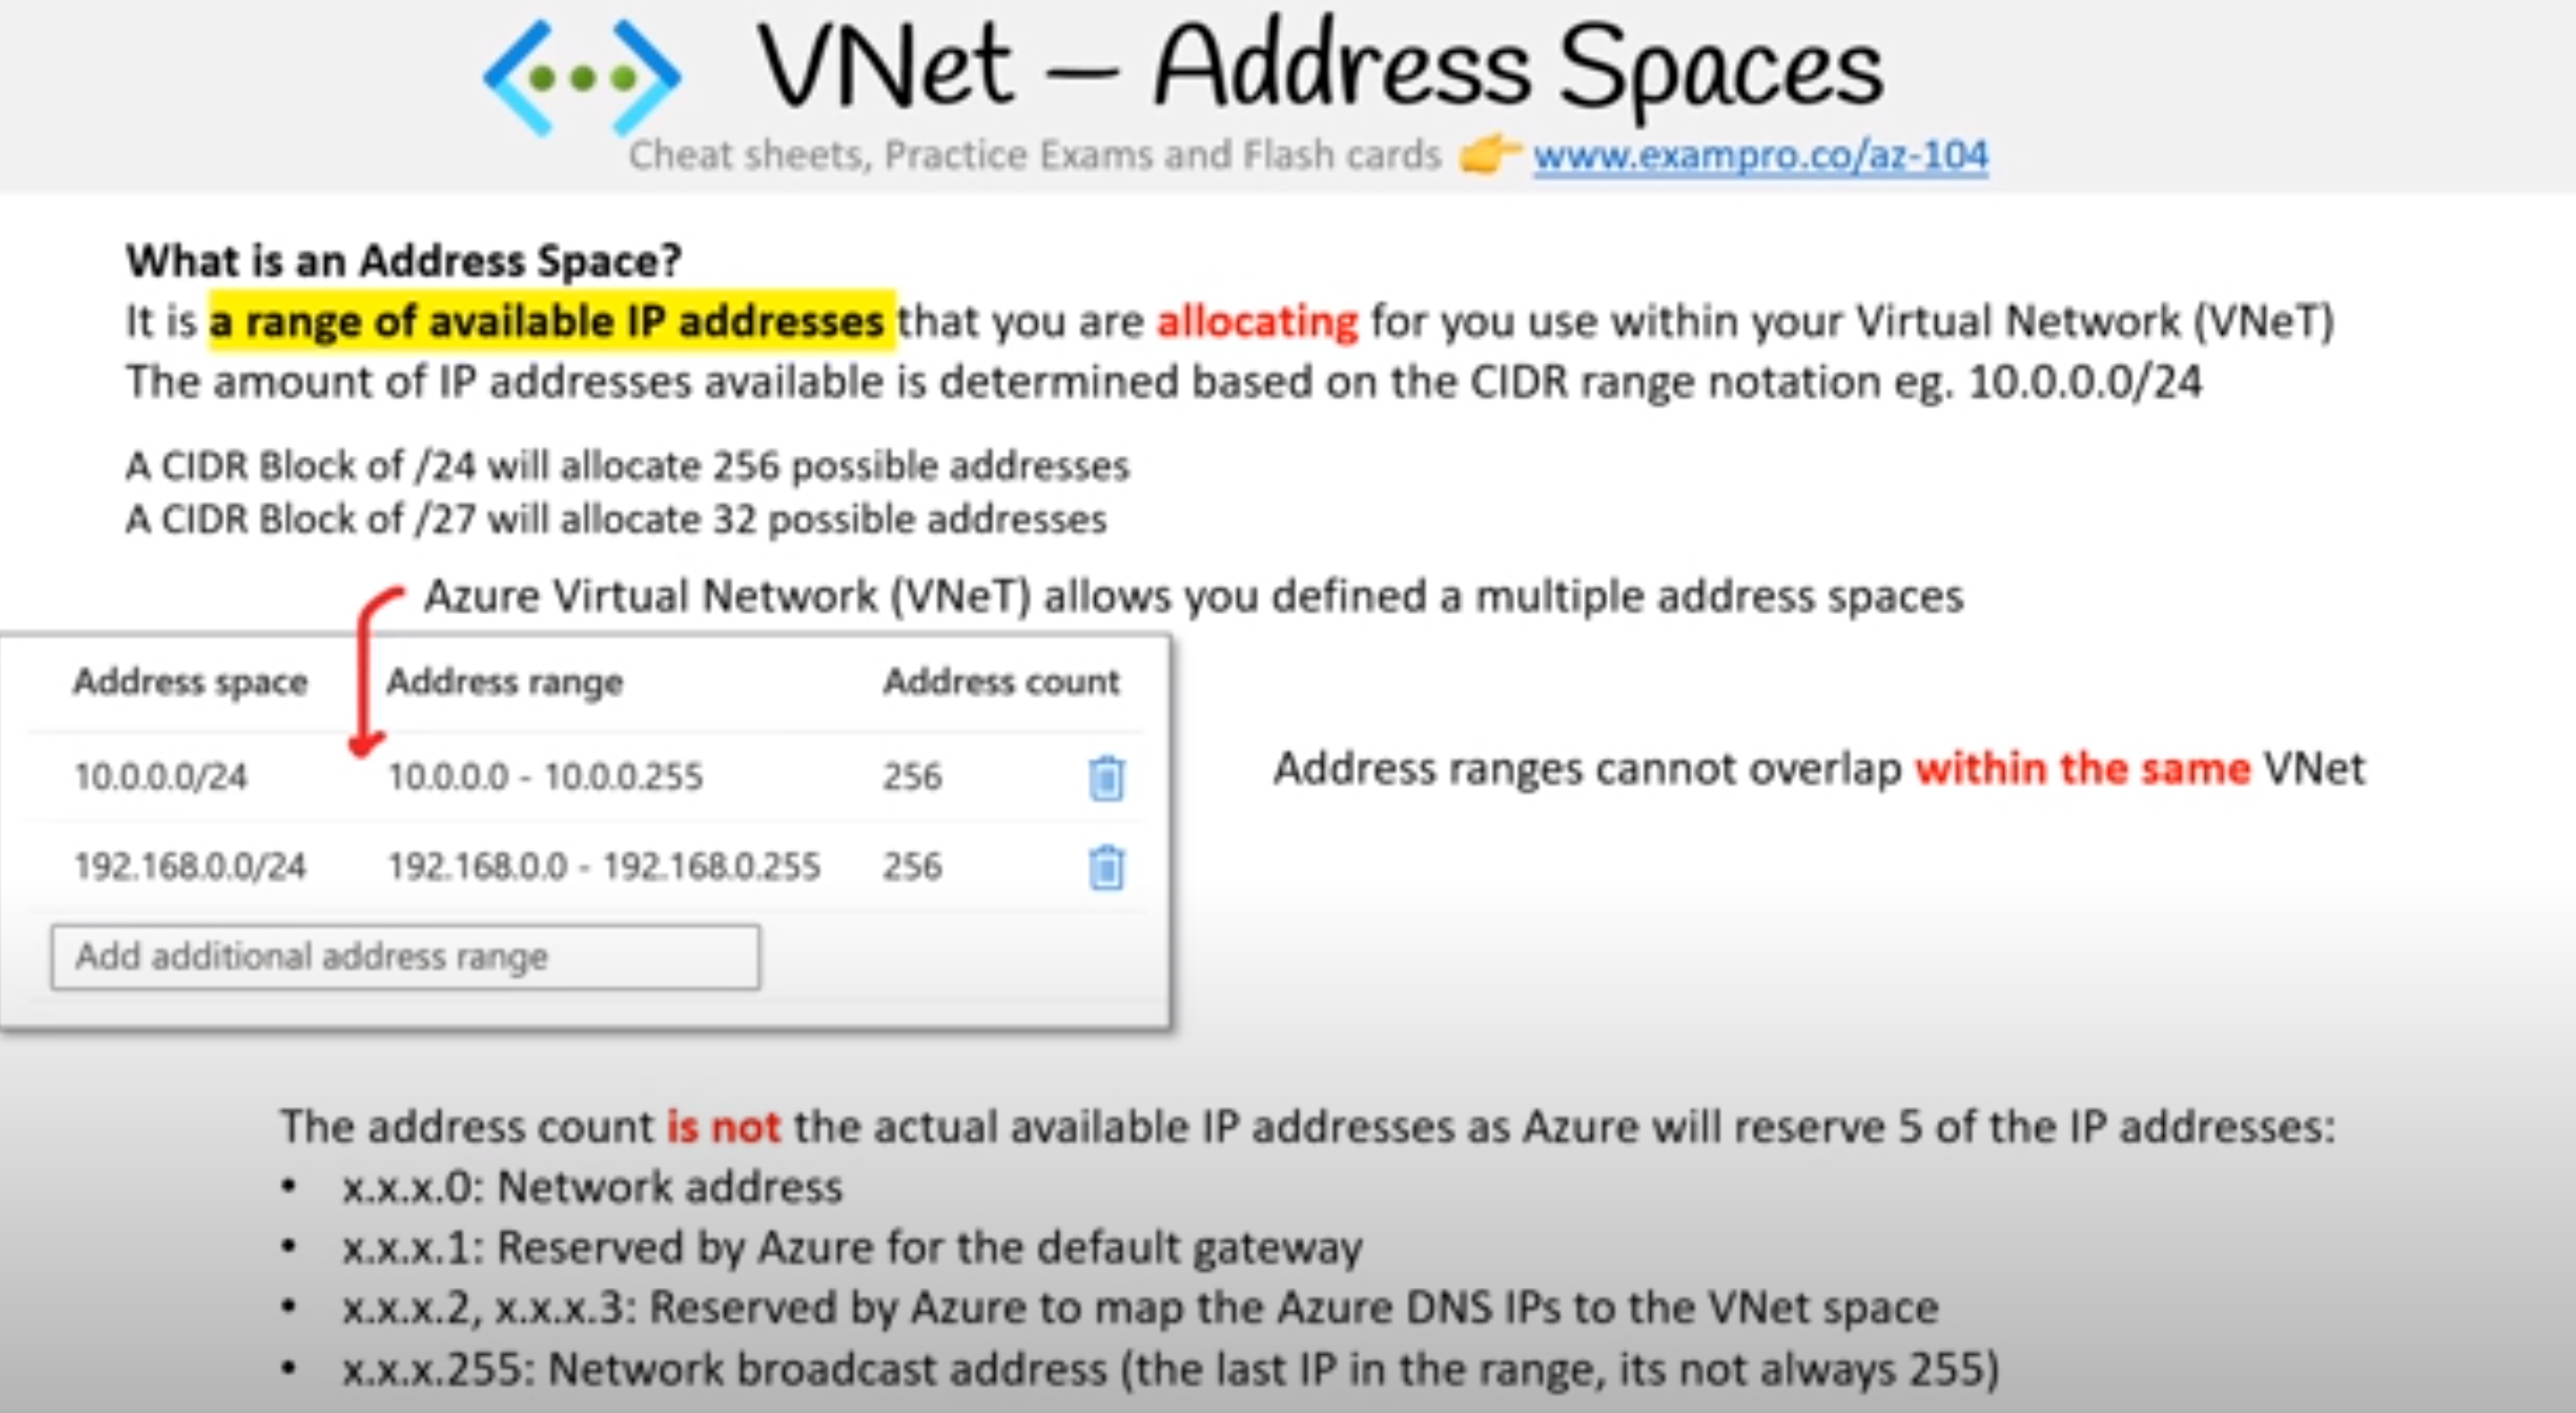 VNet – Address Spaces
Cheat sheets, Practice Exams and Flash cards 👉 www.exampro.co/az-104
What is an Address Space?
It is a range of available IP addresses that you are allocating for you use within your Virtual Network (VNeT)
The amount of IP addresses available is determined based on the CIDR range notation eg. 10.0.0.0/24
A CIDR Block of /24 will allocate 256 possible addresses
A CIDR Block of /27 will allocate 32 possible addresses
Azure Virtual Network (VNeT) allows you defined a multiple address spaces
Address space Address range Address count
10.0.0.0/24 10.0.0.0 - 10.0.0.255 256
192.168.0.0/24 192.168.0.0 - 192.168.0.255 256
Add additional address range
Address ranges cannot overlap within the same VNet
The address count is not the actual available IP addresses as Azure will reserve 5 of the IP addresses:
• x.x.x.0: Network address
• x.x.x.1: Reserved by Azure for the default gateway
• x.x.x.2, x.x.x.3: Reserved by Azure to map the Azure DNS IPs to the VNet space
• x.x.x.255: Network broadcast address (the last IP in the range, its not always 255)